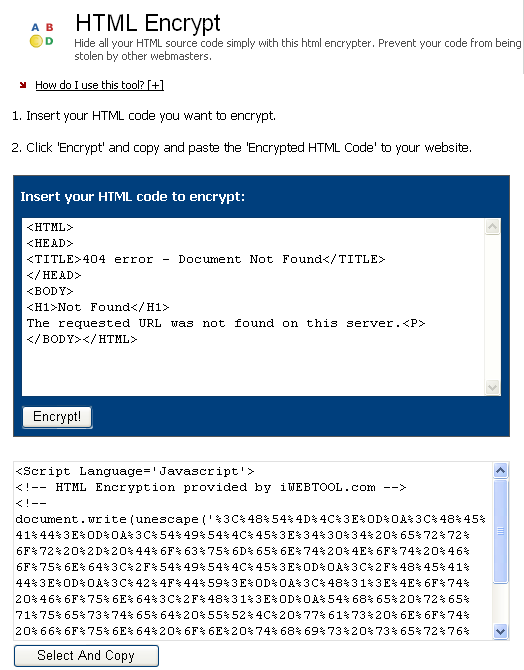 A B
D
HTML Encrypt
Hide all your HTML source code simply with this html encrypter. Prevent your code from being
stolen by other webmasters.
How do I use this tool? [+]
1. Insert your HTML code you want to encrypt.
2. Click 'Encrypt' and copy and paste the 'Encrypted HTML Code' to your website.
Insert your HTML code to encrypt:
<HTML>
<HEAD>
<TITLE>404 error - Document Not Found</TITLE>
</HEAD>
<BODY>
<H1>Not Found</H1>
The requested URL was not found on this server.<P>
</BODY></HTML>
Encrypt!
<Script Language='Javascript'>
<!-- HTML Encryption provided by iWEBTOOL.com -->
<!--
document.write(unescape('%3C%48%54%4D%4C%3E%0D%0A%3C%48%45%
41%44%3E%0D%0A%3C%54%49%54%4C%45%3E%34%30%34%20%65%72%72%
6F%72%20%2D%20%44%6F%63%75%6D%65%6E%74%20%4E%6F%74%20%46%
6F%75%6E%64%3C%2F%54%49%54%4C%45%3E%0D%0A%3C%2F%48%45%41%
44%3E%0D%0A%3C%42%4F%44%59%3E%0D%0A%3C%48%31%3E%4E%6F%74
%20%46%6F%75%6E%64%3C%2F%48%31%3E%0D%0A%54%68%65%20%72%65%
71%75%65%73%74%65%64%20%55%52%4C%20%77%61%73%20%6E%6F%74%
20%66%6F%75%6E%64%20%6F%6E%20%74%68%69%73%20%73%65%72%76%
Select And Copy